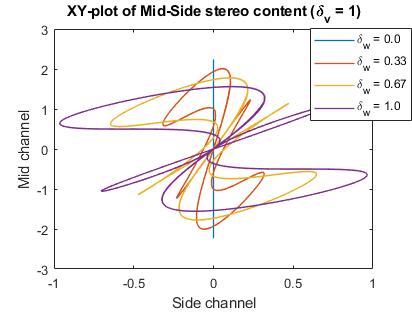 XY-plot of Mid-Side stereo content (δv = 1)
δw = 0.0
δw = 0.33
δw = 0.67
δw = 1.0
3
2
1
0
-1
-2
-3
Mid channel
-1
-0.5
0
0.5
1
Side channel